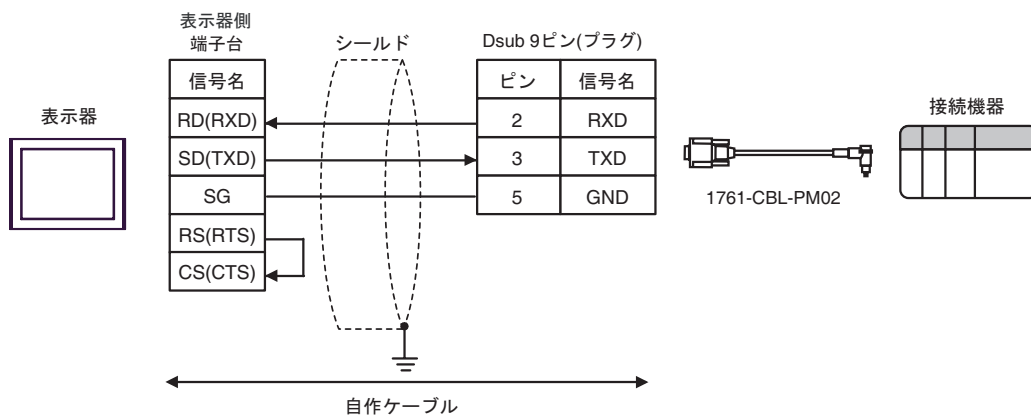 表示器側
端子台
シールド
Dsub 9ピン(プラグ)
信号名
ピン 信号名
表示器
RD(RXD) 2 RXD
SD(TXD) 3 TXD
SG 5 GND
RS(RTS)
CS(CTS)
1761-CBL-PM02
接続機器
自作ケーブル